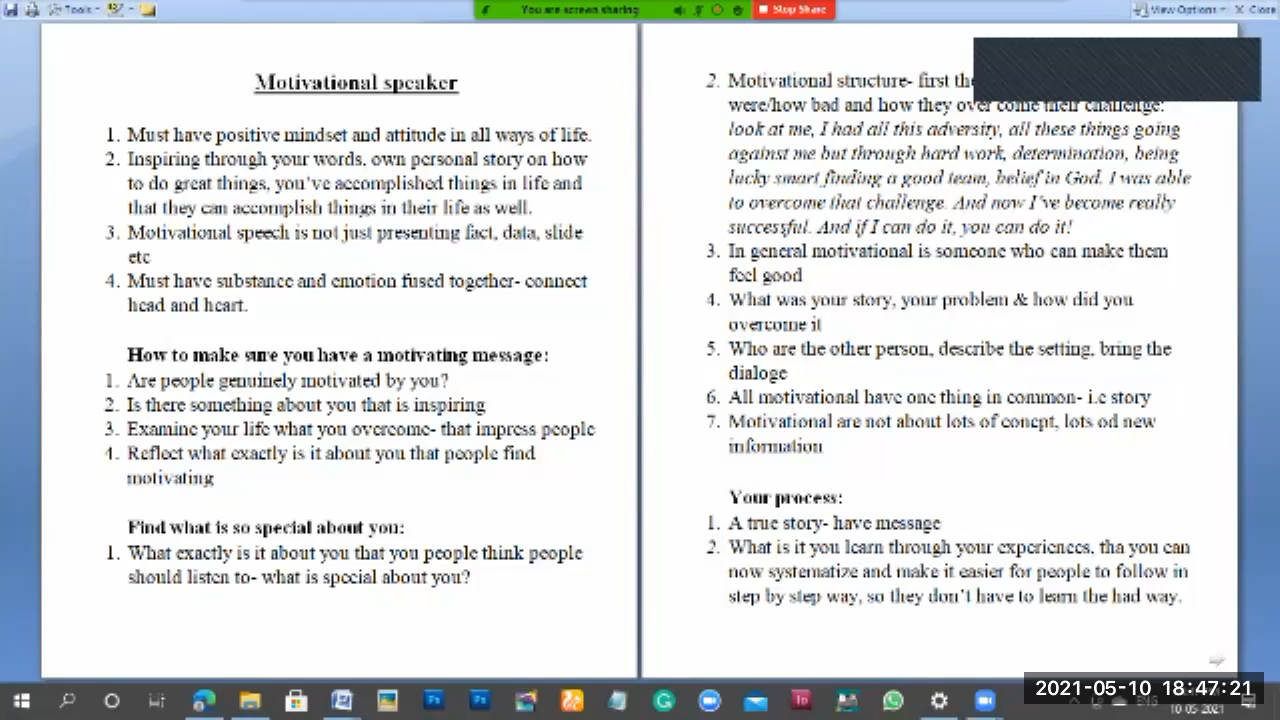 Tools
You are screen sharing
Stop Share
View Options
Close
Motivational speaker
1. Must have positive mindset and attitude in all ways of life.
2. Inspiring through your words, own personal story on how
to do great things, you've accomplished things in life and
that they can accomplish things in their life as well.
3. Motivational speech is not just presenting fact, data, slide
etc
4. Must have substance and emotion fused together- connect
head and heart.
How to make sure you have a motivating message:
1. Are people genuinely motivated by you?
2. Is there something about you that is inspiring
3. Examine your life what you overcome- that impress people
4. Reflect what exactly is it about you that people find
motivating
Find what is so special about you:
1. What exactly is it about you that you people think people
should listen to- what is special about you?
2. Motivational structure- first the
were/how bad and how they over come their challenge:
look at me, I had all this adversity, all these things going
against me but through hard work, determination, being
lucky smart finding a good team, belief in God. I was able
to overcome that challenge. And now I've become really
successful. And if I can do it, you can do it!
3. In general motivational is someone who can make them
feel good
4. What was your story, your problem & how did you
overcome it
5. Who are the other person, describe the setting, bring the
dialoge
6. All motivational have one thing in common- i.e story
7. Motivational are not about lots of concpt, lots od new
information
Your process:
1. A true story- have message
2. What is it you learn through your experiences, tha you can
now systematize and make it easier for people to follow in
step by step way, so they don't have to learn the had way.
2021-05-10 18:47:21
10-05-2021